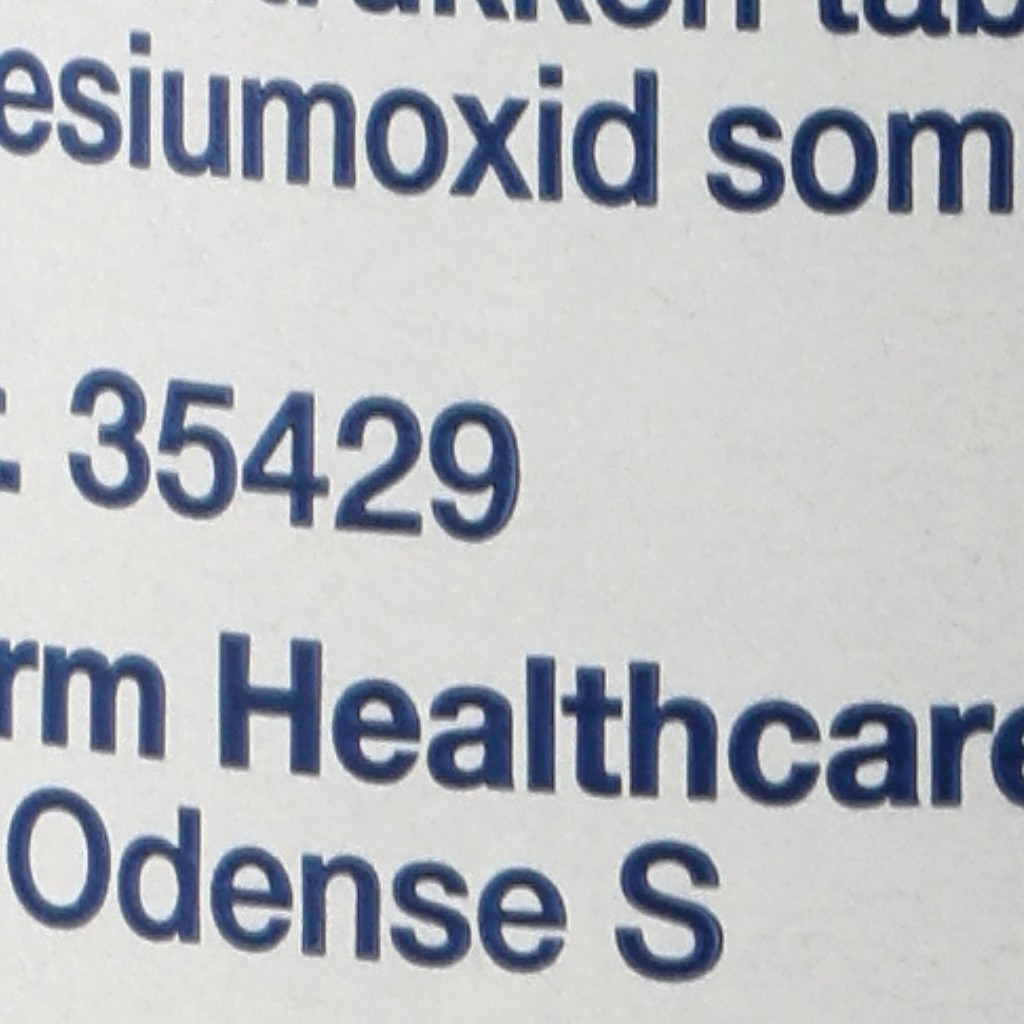 esiumoxid som
. 35429
rm Healthcare
Odense S